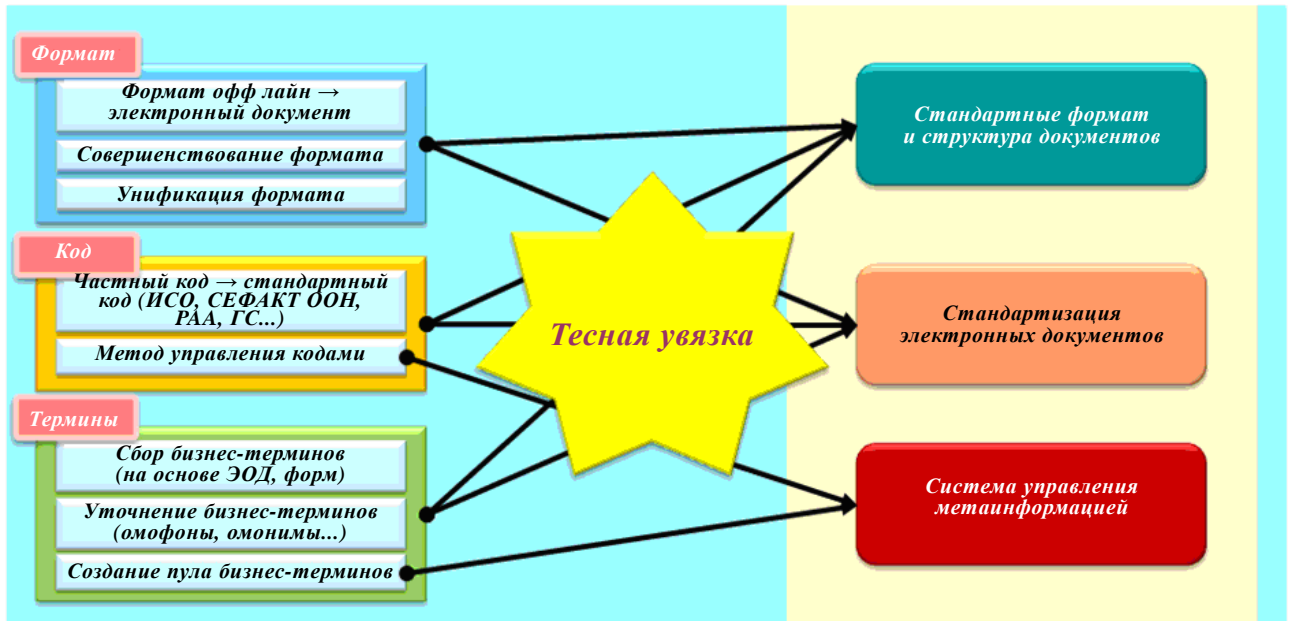 Формат
Формат офф лайн →
электронный документ
Совершенствование формата
Унификация формата
Код
Частный код → стандартный
код (ИСО, СЕФАКТ ООН,
РАА, ГС...)
Метод управления кодами
Термины
Сбор бизнес-терминов
(на основе ЭОД, форм)
Уточнение бизнес-терминов
(омофоны, омонимы...)
Создание пула бизнес-терминов
Тесная увязка
Стандартные формат
и структура документов
Стандартизация
электронных документов
Система управления
метаинформацией